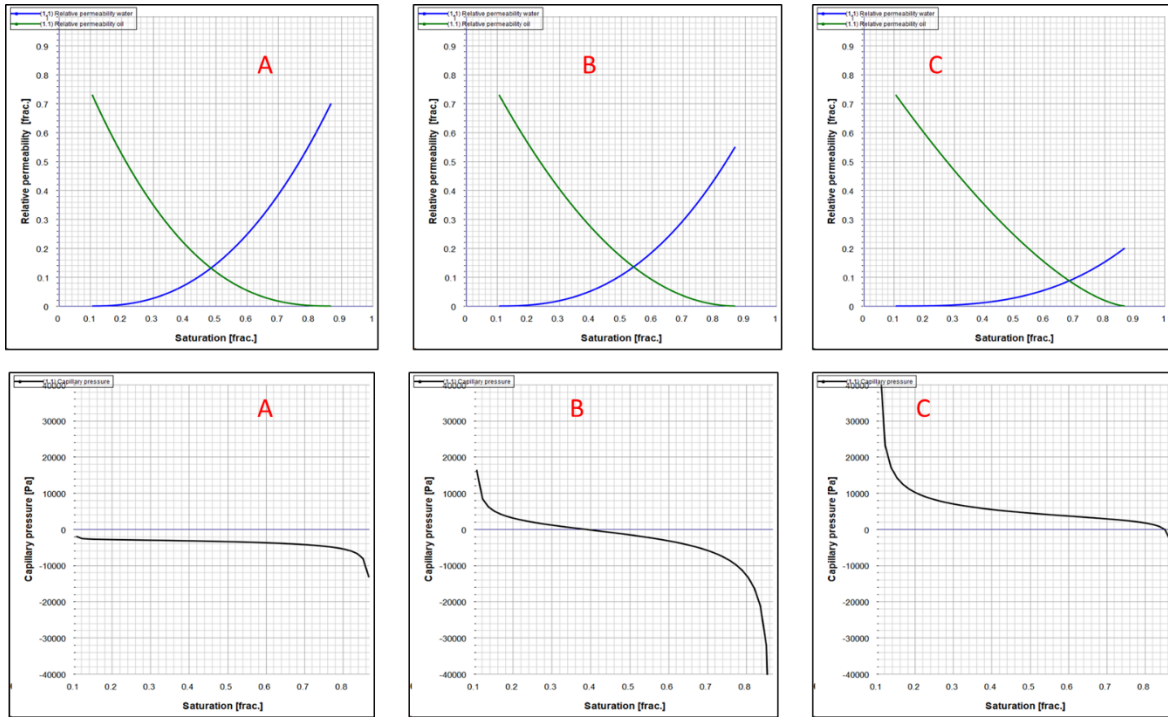 (1.1) Relative permeability water
(1.1) Relative permeability oil
A
1
0.9
0.8
0.7
0.6
0.5
0.4
0.3
0.2
0.1
0
Relative permeability [frac.]
0 0.1 0.2 0.3 0.4 0.5 0.6 0.7 0.8 0.9 1
Saturation [frac.]
(1.1) Relative permeability water
(1.1) Relative permeability oil
B
1
0.9
0.8
0.7
0.6
0.5
0.4
0.3
0.2
0.1
0
Relative permeability [frac.]
0 0.1 0.2 0.3 0.4 0.5 0.6 0.7 0.8 0.9 1
Saturation [frac.]
(1.1) Relative permeability water
(1.1) Relative permeability oil
C
1
0.9
0.8
0.7
0.6
0.5
0.4
0.3
0.2
0.1
0
Relative permeability [frac.]
0 0.1 0.2 0.3 0.4 0.5 0.6 0.7 0.8 0.9 1
Saturation [frac.]
(1.1) Capillary pressure
A
40000
30000
20000
10000
0
-10000
-20000
-30000
-40000
Capillary pressure [Pa]
0.1 0.2 0.3 0.4 0.5 0.6 0.7 0.8
Saturation [frac.]
(1.1) Capillary pressure
B
40000
30000
20000
10000
0
-10000
-20000
-30000
-40000
Capillary pressure [Pa]
0.1 0.2 0.3 0.4 0.5 0.6 0.7 0.8
Saturation [frac.]
(1.1) Capillary pressure
C
40000
30000
20000
10000
0
-10000
-20000
-30000
-40000
Capillary pressure [Pa]
0.1 0.2 0.3 0.4 0.5 0.6 0.7 0.8
Saturation [frac.]